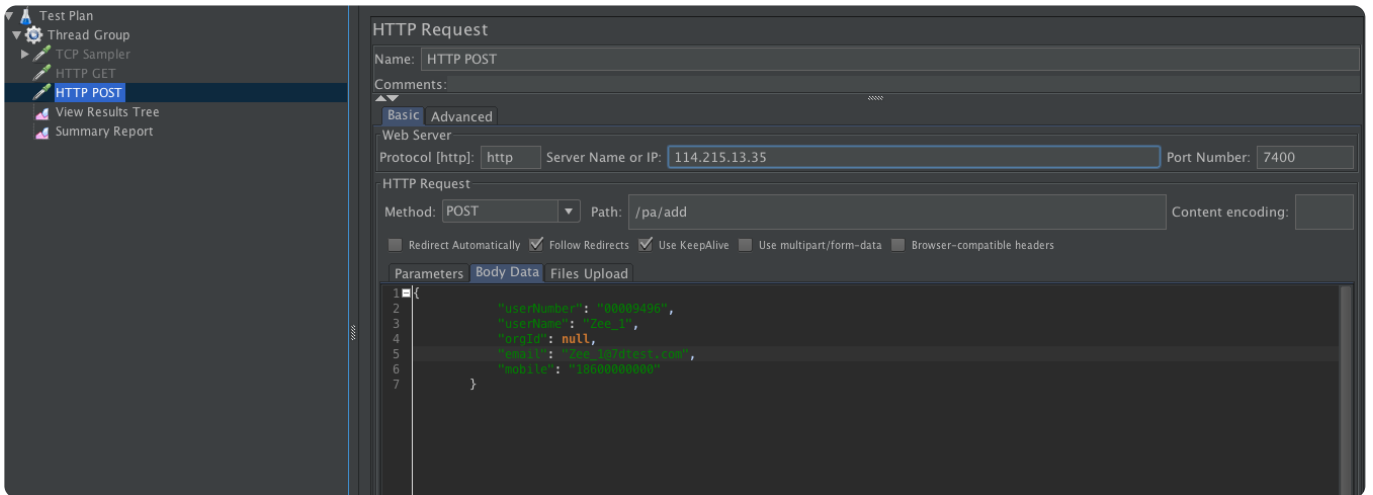 Test Plan
Thread Group
TCP Sampler
HTTP GET
HTTP POST
View Results Tree
Summary Report
HTTP Request
Name: HTTP POST
Comments:
Basic Advanced
Web Server
Protocol [http]: http Server Name or IP: 114.215.13.35 Port Number: 7400
HTTP Request
Method: POST Path: /pa/add Content encoding:
Redirect Automatically Follow Redirects Use KeepAlive Use multipart/form-data Browser-compatible headers
Parameters Body Data Files Upload
1 {
2 "userNumber": "00009496",
3 "userName": "Zee_1",
4 "orgId": null,
5 "email": "Zee_1@7dtest.com",
6 "mobile": "18600000000"
7 }